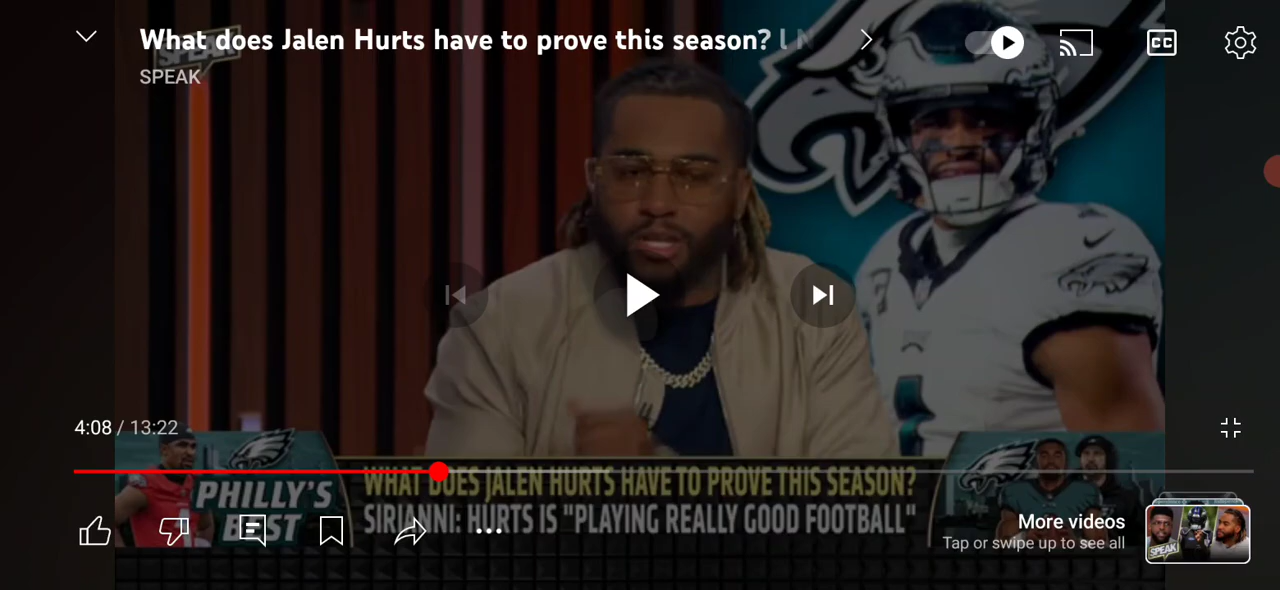 What does Jalen Hurts have to prove this season? l N
SPEAK
CC
4:08 / 13:22
PHILLY'S
BEST
WHAT DOES JALEN HURTS HAVE TO PROVE THIS SEASON?
SIRIANNI: HURTS IS "PLAYING REALLY GOOD FOOTBALL"
More videos
Tap or swipe up to see all
SPEAK